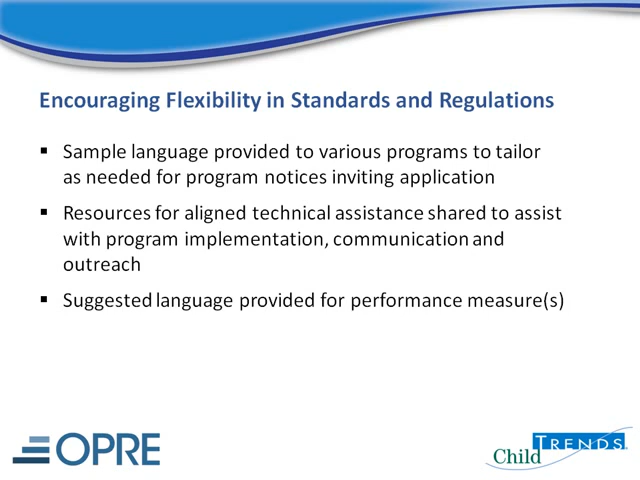 Encouraging Flexibility in Standards and Regulations
▪ Sample language provided to various programs to tailor
as needed for program notices inviting application
▪ Resources for aligned technical assistance shared to assist
with program implementation, communication and
outreach
▪ Suggested language provided for performance measure(s)
OPRE
Child TRENDS